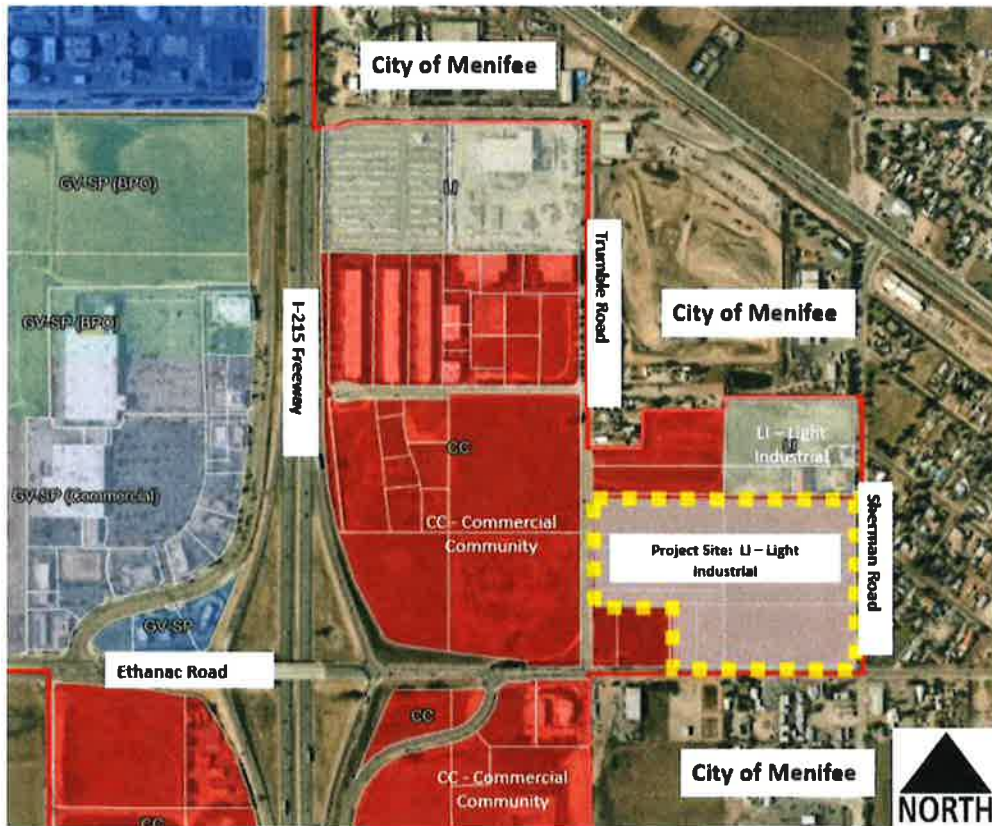 City of Menifee
GV-SP (BPO)
LI
Trumble Road
I-215 Freeway
City of Menifee
GV-SP (BPO)
CC
LI – Light
Industrial
LI
GV-SP (Commercial)
CC - Commercial
Community
Sherman Road
Project Site: LI – Light
Industrial
GV-SP
Ethanac Road
CC
CC - Commercial
Community
City of Menifee
CC
NORTH